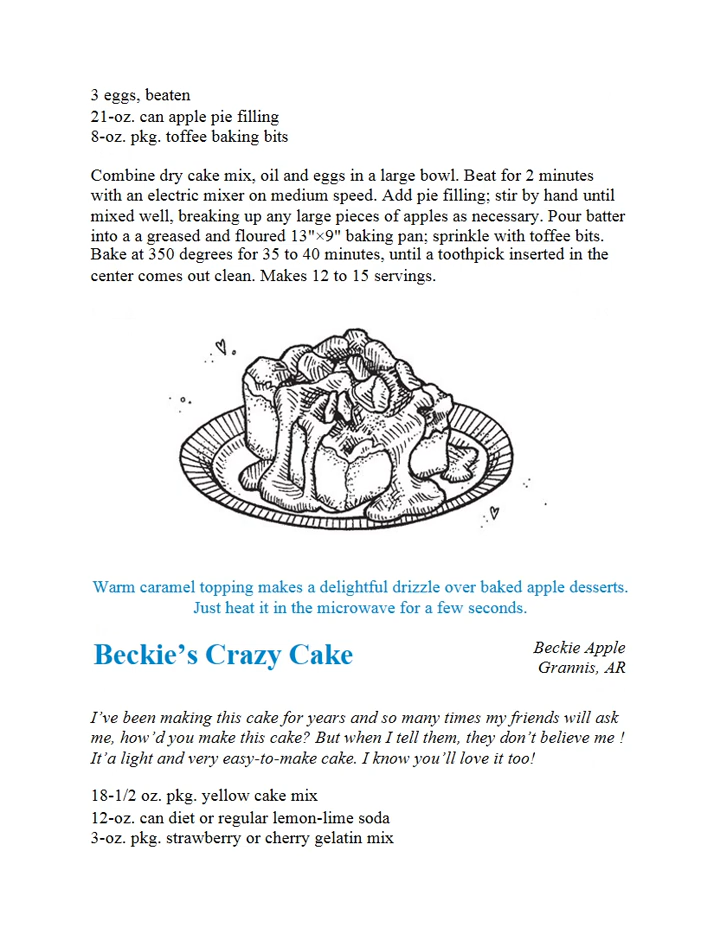 3 eggs, beaten
21-oz. can apple pie filling
8-oz. pkg. toffee baking bits
Combine dry cake mix, oil and eggs in a large bowl. Beat for 2 minutes
with an electric mixer on medium speed. Add pie filling; stir by hand until
mixed well, breaking up any large pieces of apples as necessary. Pour batter
into a a greased and floured 13"×9" baking pan; sprinkle with toffee bits.
Bake at 350 degrees for 35 to 40 minutes, until a toothpick inserted in the
center comes out clean. Makes 12 to 15 servings.
Warm caramel topping makes a delightful drizzle over baked apple desserts.
Just heat it in the microwave for a few seconds.
Beckie’s Crazy Cake
Beckie Apple
Grannis, AR
I’ve been making this cake for years and so many times my friends will ask
me, how’d you make this cake? But when I tell them, they don’t believe me !
It’a light and very easy-to-make cake. I know you’ll love it too!
18-1/2 oz. pkg. yellow cake mix
12-oz. can diet or regular lemon-lime soda
3-oz. pkg. strawberry or cherry gelatin mix